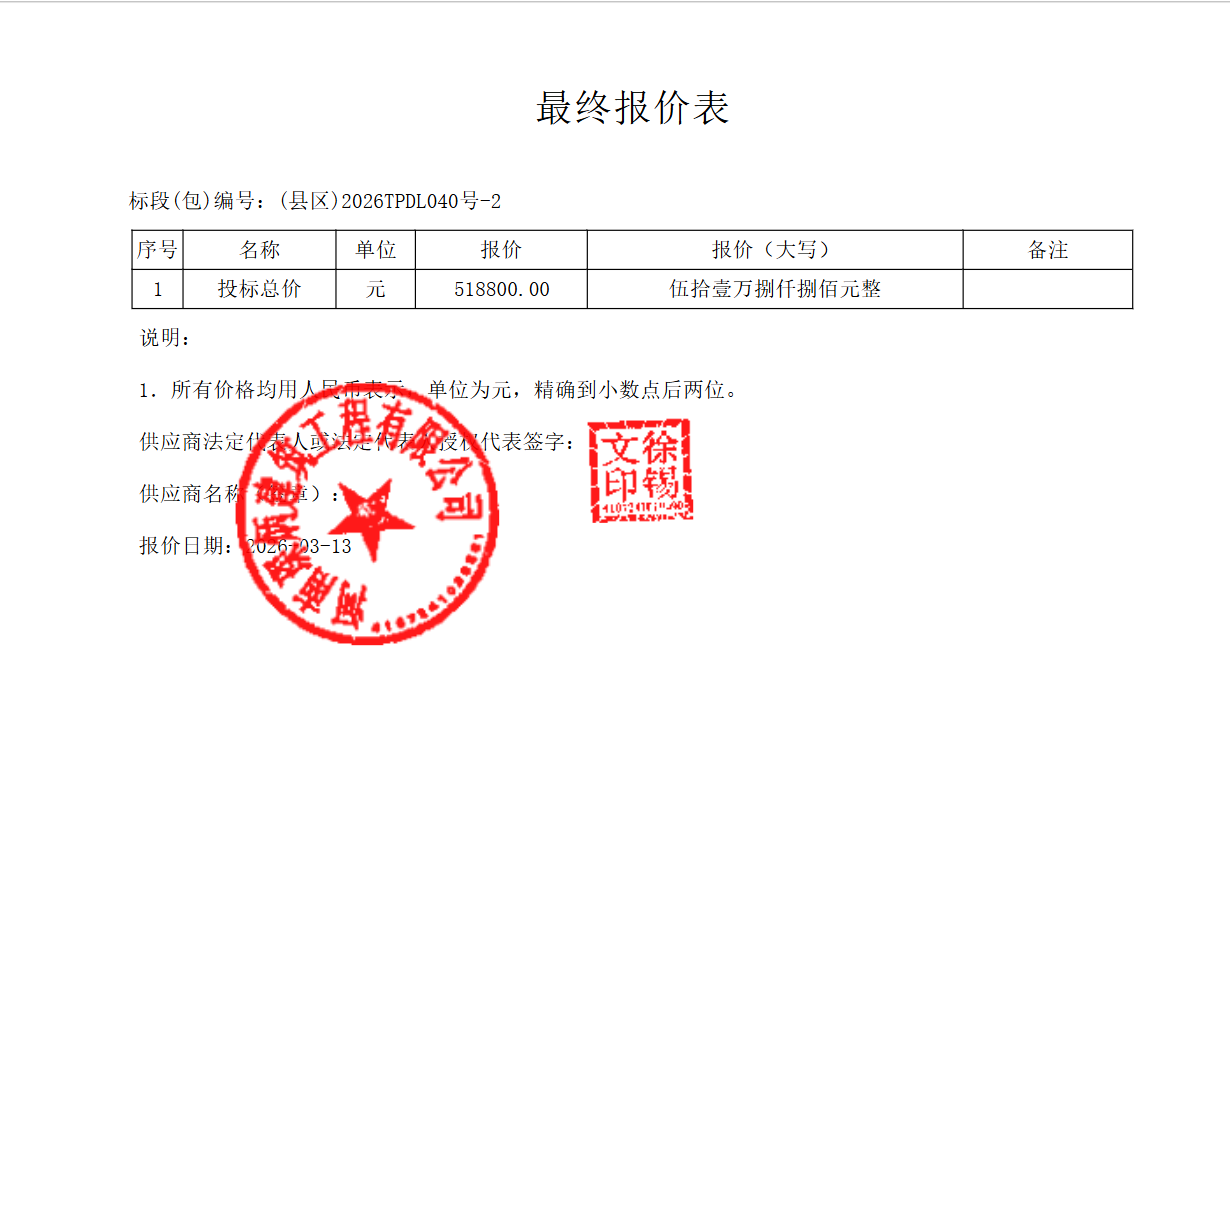 最终报价表
标段(包)编号：(县区)2026TPDL040号-2
序号 名称 单位 报价 报价（大写） 备注
1 投标总价 元 518800.00 伍拾壹万捌仟捌佰元整
说明：
1．所有价格均用人民币表示，单位为元，精确到小数点后两位。
供应商法定代表人或法定代表人授权代表签字：
供应商名称（盖章）：
报价日期：2026-03-13
建筑工程有限公司
徐锡文印